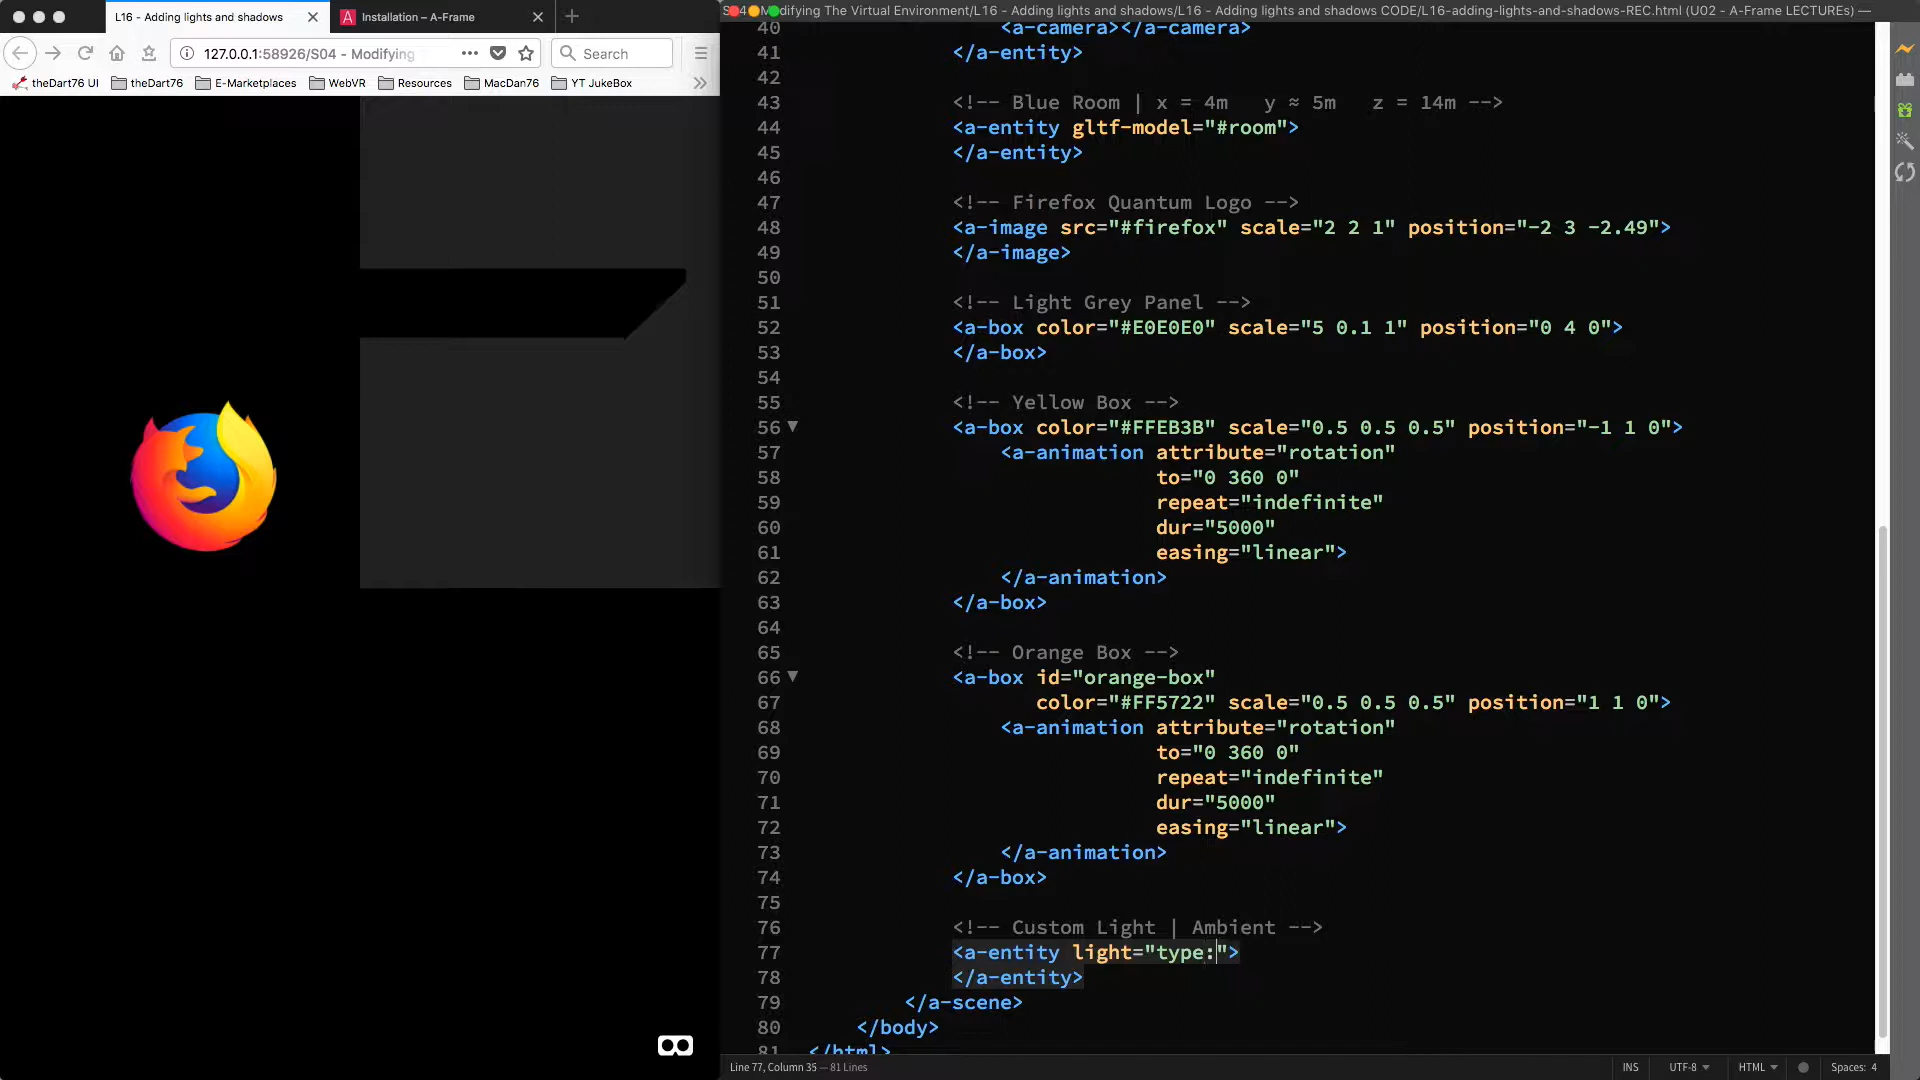 L16 - Adding lights and shadows
Installation – A-Frame
127.0.0.1:58926/S04 - Modifying
Search
theDart76 UI
theDart76
E-Marketplaces
WebVR
Resources
MacDan76
YT JukeBox
difying The Virtual Environment/L16 - Adding lights and shadows/L16 - Adding lights and shadows CODE/L16-adding-lights-and-shadows-REC.html (U02 - A-Frame LECTUREs) —
40 <a-camera></a-camera>
41 </a-entity>
42
43 <!-- Blue Room | x = 4m y ≈ 5m z = 14m -->
44 <a-entity gltf-model="#room">
45 </a-entity>
46
47 <!-- Firefox Quantum Logo -->
48 <a-image src="#firefox" scale="2 2 1" position="-2 3 -2.49">
49 </a-image>
50
51 <!-- Light Grey Panel -->
52 <a-box color="#E0E0E0" scale="5 0.1 1" position="0 4 0">
53 </a-box>
54
55 <!-- Yellow Box -->
56 <a-box color="#FFEB3B" scale="0.5 0.5 0.5" position="-1 1 0">
57 <a-animation attribute="rotation"
58 to="0 360 0"
59 repeat="indefinite"
60 dur="5000"
61 easing="linear">
62 </a-animation>
63 </a-box>
64
65 <!-- Orange Box -->
66 <a-box id="orange-box"
67 color="#FF5722" scale="0.5 0.5 0.5" position="1 1 0">
68 <a-animation attribute="rotation"
69 to="0 360 0"
70 repeat="indefinite"
71 dur="5000"
72 easing="linear">
73 </a-animation>
74 </a-box>
75
76 <!-- Custom Light | Ambient -->
77 <a-entity light="type:">
78 </a-entity>
79 </a-scene>
80 </body>
81 </html>
Line 77, Column 35 — 81 Lines
INS
UTF-8
HTML
Spaces: 4